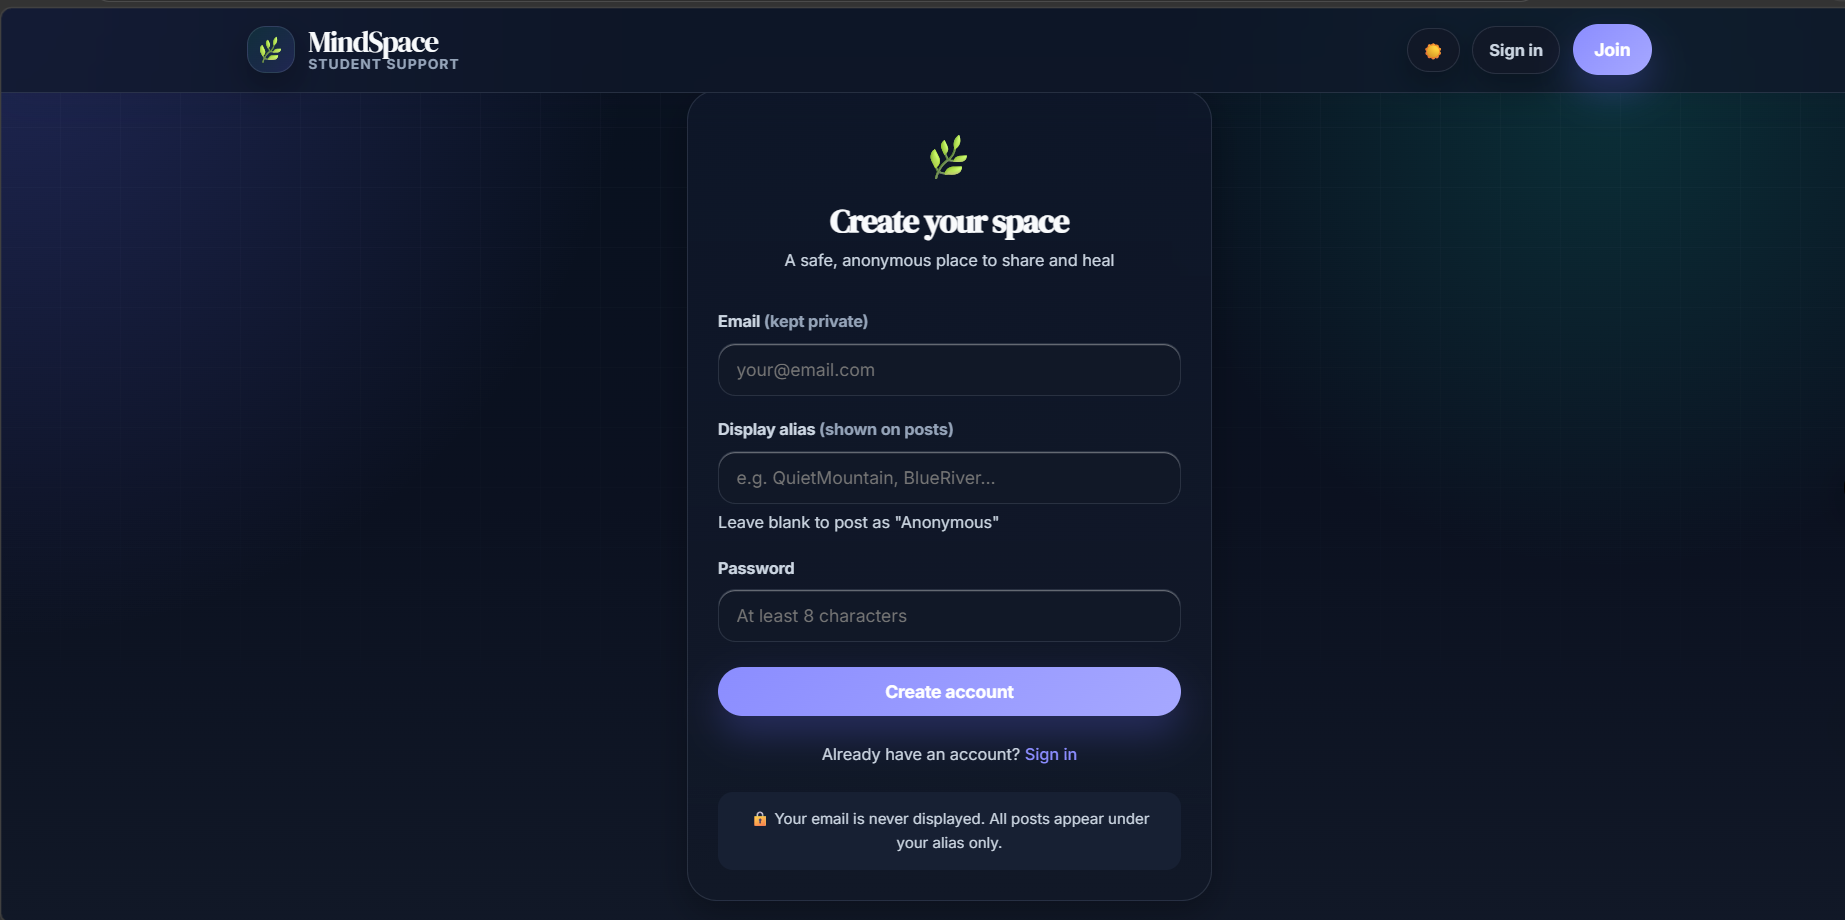 MindSpace
STUDENT SUPPORT
Sign in
Join
Create your space
A safe, anonymous place to share and heal
Email (kept private)
your@email.com
Display alias (shown on posts)
e.g. QuietMountain, BlueRiver...
Leave blank to post as "Anonymous"
Password
At least 8 characters
Create account
Already have an account? Sign in
Your email is never displayed. All posts appear under
your alias only.